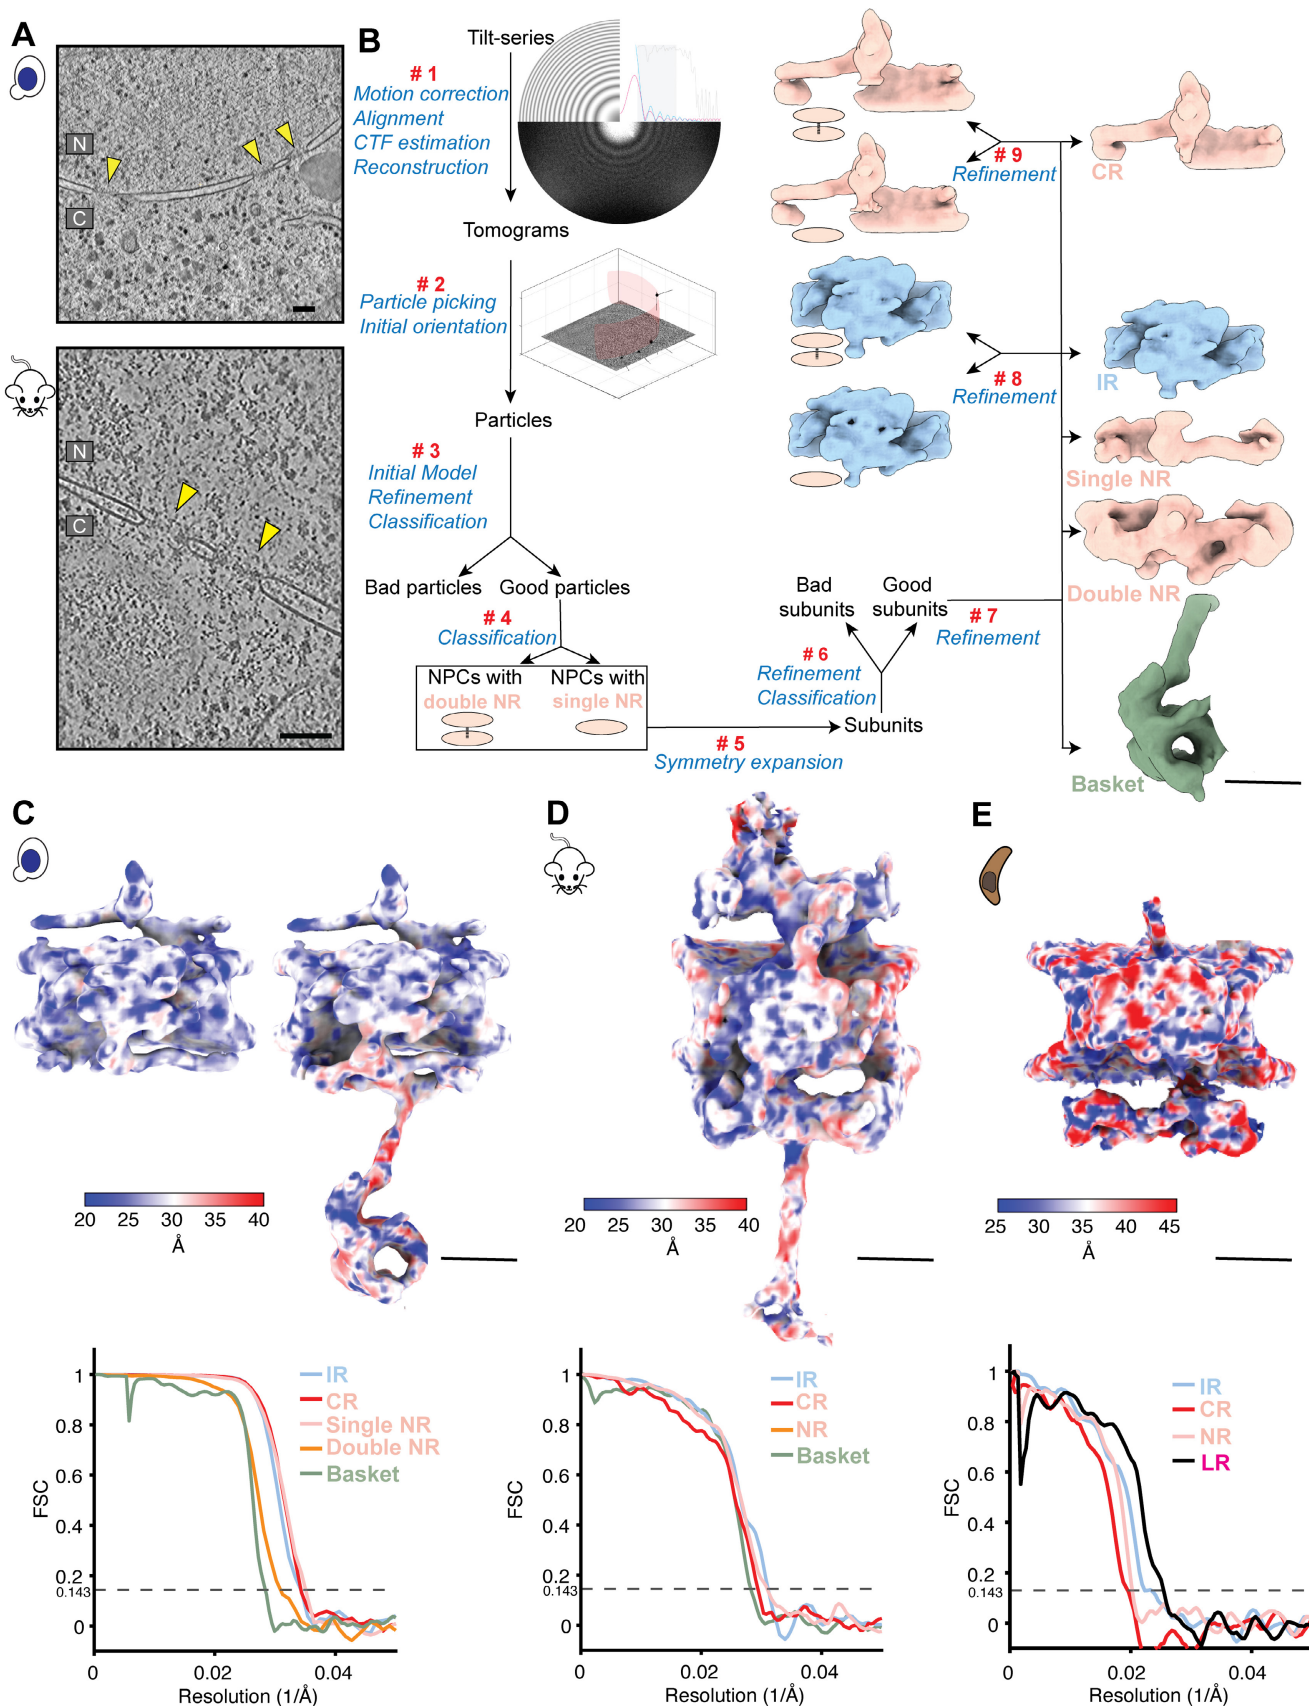 A
N
C
N
C
B
Tilt-series
# 1
Motion correction
Alignment
CTF estimation
Reconstruction
Tomograms
# 2
Particle picking
Initial orientation
Particles
# 3
Initial Model
Refinement
Classification
Bad particles
Good particles
# 4
Classification
NPCs with
double NR
NPCs with
single NR
# 5
Symmetry expansion
Subunits
# 6
Refinement
Classification
Bad
subunits
Good
subunits
# 7
Refinement
# 9
Refinement
CR
# 8
Refinement
IR
Single NR
Double NR
Basket
C
20 25 30 35 40
Å
D
20 25 30 35 40
Å
E
25 30 35 40 45
Å
IR
CR
Single NR
Double NR
Basket
FSC
1
0.8
0.6
0.4
0.2
0.143
0
0 0.02 0.04
Resolution (1/Å)
IR
CR
NR
Basket
FSC
1
0.8
0.6
0.4
0.2
0.143
0
0 0.02 0.04
Resolution (1/Å)
IR
CR
NR
LR
FSC
1
0.8
0.6
0.4
0.2
0.143
0
0 0.02 0.04
Resolution (1/Å)